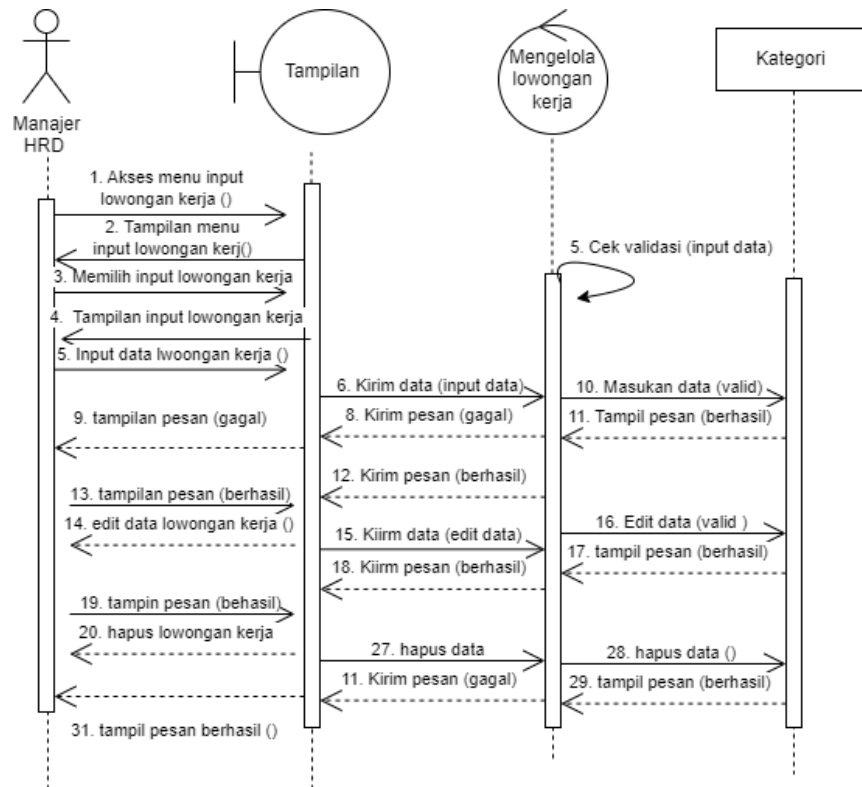 Manajer
HRD
Tampilan
Mengelola
lowongan
kerja
Kategori
1. Akses menu input
lowongan kerja ()
2. Tampilan menu
input lowongan kerj()
3. Memilih input lowongan kerja
4. Tampilan input lowongan kerja
5. Input data lwoongan kerja ()
5. Cek validasi (input data)
6. Kirim data (input data)
10. Masukan data (valid)
8. Kirim pesan (gagal)
11. Tampil pesan (berhasil)
9. tampilan pesan (gagal)
12. Kirim pesan (berhasil)
13. tampilan pesan (berhasil)
14. edit data lowongan kerja ()
15. Kiirm data (edit data)
16. Edit data (valid )
17. tampil pesan (berhasil)
18. Kiirm pesan (berhasil)
19. tampin pesan (behasil)
20. hapus lowongan kerja
27. hapus data
28. hapus data ()
11. Kirim pesan (gagal)
29. tampil pesan (berhasil)
31. tampil pesan berhasil ()